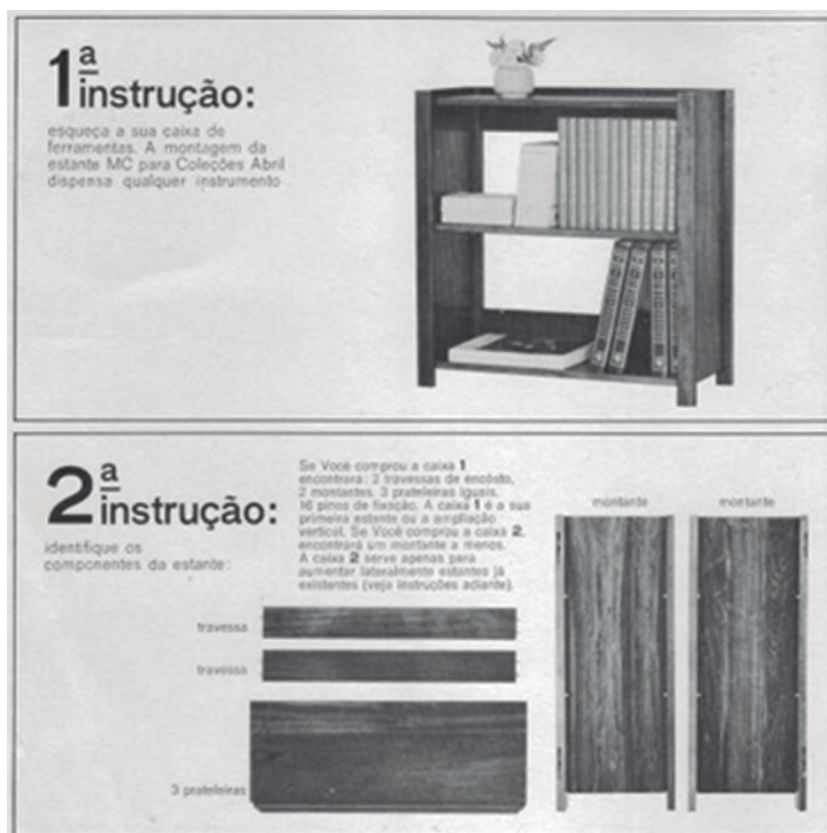 1ª
instrução:
esqueça a sua caixa de
ferramentas. A montagem da
estante MC para Coleções Abril
dispensa qualquer instrumento
2ª
instrução:
identifique os
componentes da estante:
Se Você comprou a caixa 1
encontrará: 2 travessas de encôsto,
2 montantes, 3 prateleiras iguais,
16 pinos de fixação. A caixa 1 é a sua
primeira estante ou a ampliação
vertical. Se Você comprou a caixa 2,
encontrará um montante a menos.
A caixa 2 serve apenas para
aumentar lateralmente estantes já
existentes (veja instruções adiante).
montante
montante
travessa
travessa
3 prateleiras